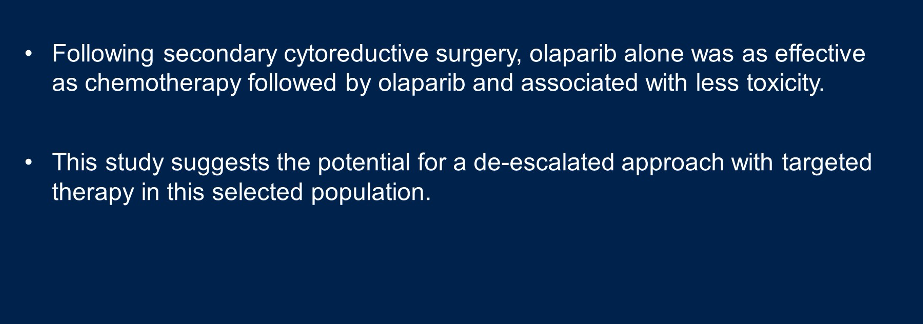 • Following secondary cytoreductive surgery, olaparib alone was as effective
as chemotherapy followed by olaparib and associated with less toxicity.
• This study suggests the potential for a de-escalated approach with targeted
therapy in this selected population.